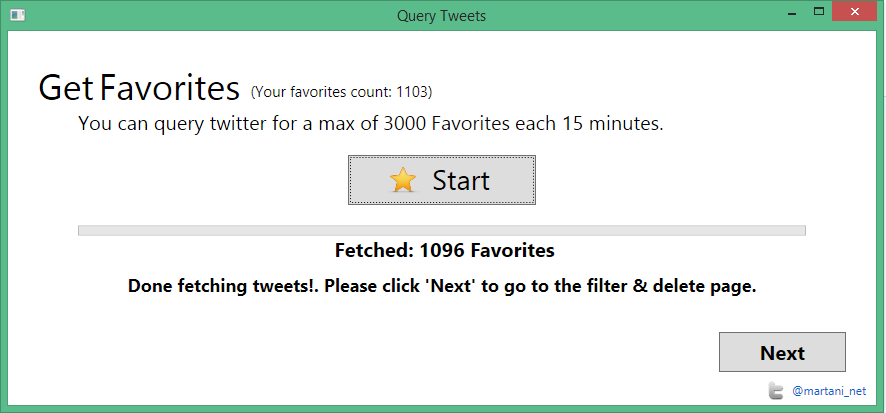 Query Tweets
Get Favorites (Your favorites count: 1103)
You can query twitter for a max of 3000 Favorites each 15 minutes.
Start
Fetched: 1096 Favorites
Done fetching tweets!. Please click 'Next' to go to the filter & delete page.
Next
@martani_net